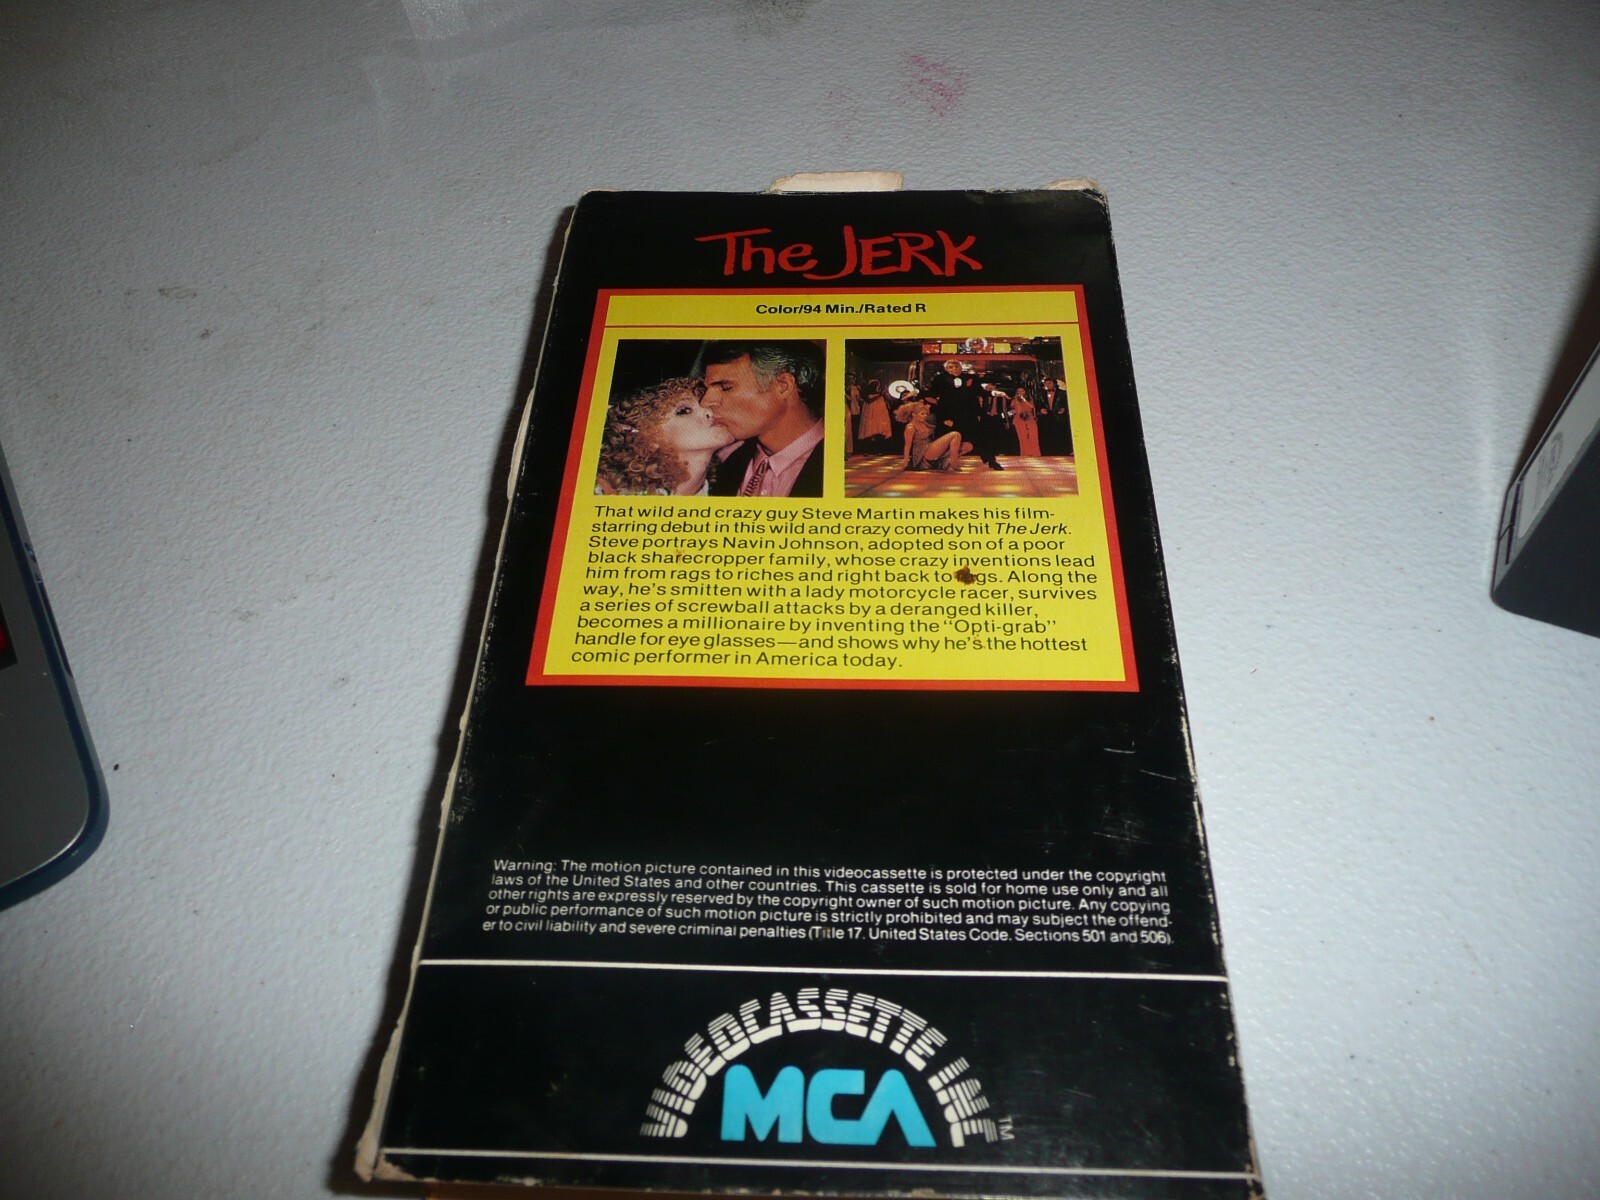 The JERK
Color/94 Min./Rated R
That wild and crazy guy Steve Martin makes his film-
starring debut in this wild and crazy comedy hit The Jerk.
Steve portrays Navin Johnson, adopted son of a poor
black sharecropper family, whose crazy inventions lead
him from rags to riches and right back to rags. Along the
way, he's smitten with a lady motorcycle racer, survives
a series of screwball attacks by a deranged killer,
becomes a millionaire by inventing the "Opti-grab"
handle for eye glasses—and shows why he's the hottest
comic performer in America today.
Warning: The motion picture contained in this videocassette is protected under the copyright
laws of the United States and other countries. This cassette is sold for home use only and all
other rights are expressly reserved by the copyright owner of such motion picture. Any copying
or public performance of such motion picture is strictly prohibited and may subject the offend-
er to civil liability and severe criminal penalties (Title 17, United States Code, Sections 501 and 506).
VIDEOCASSETTE INC
TM
MCA